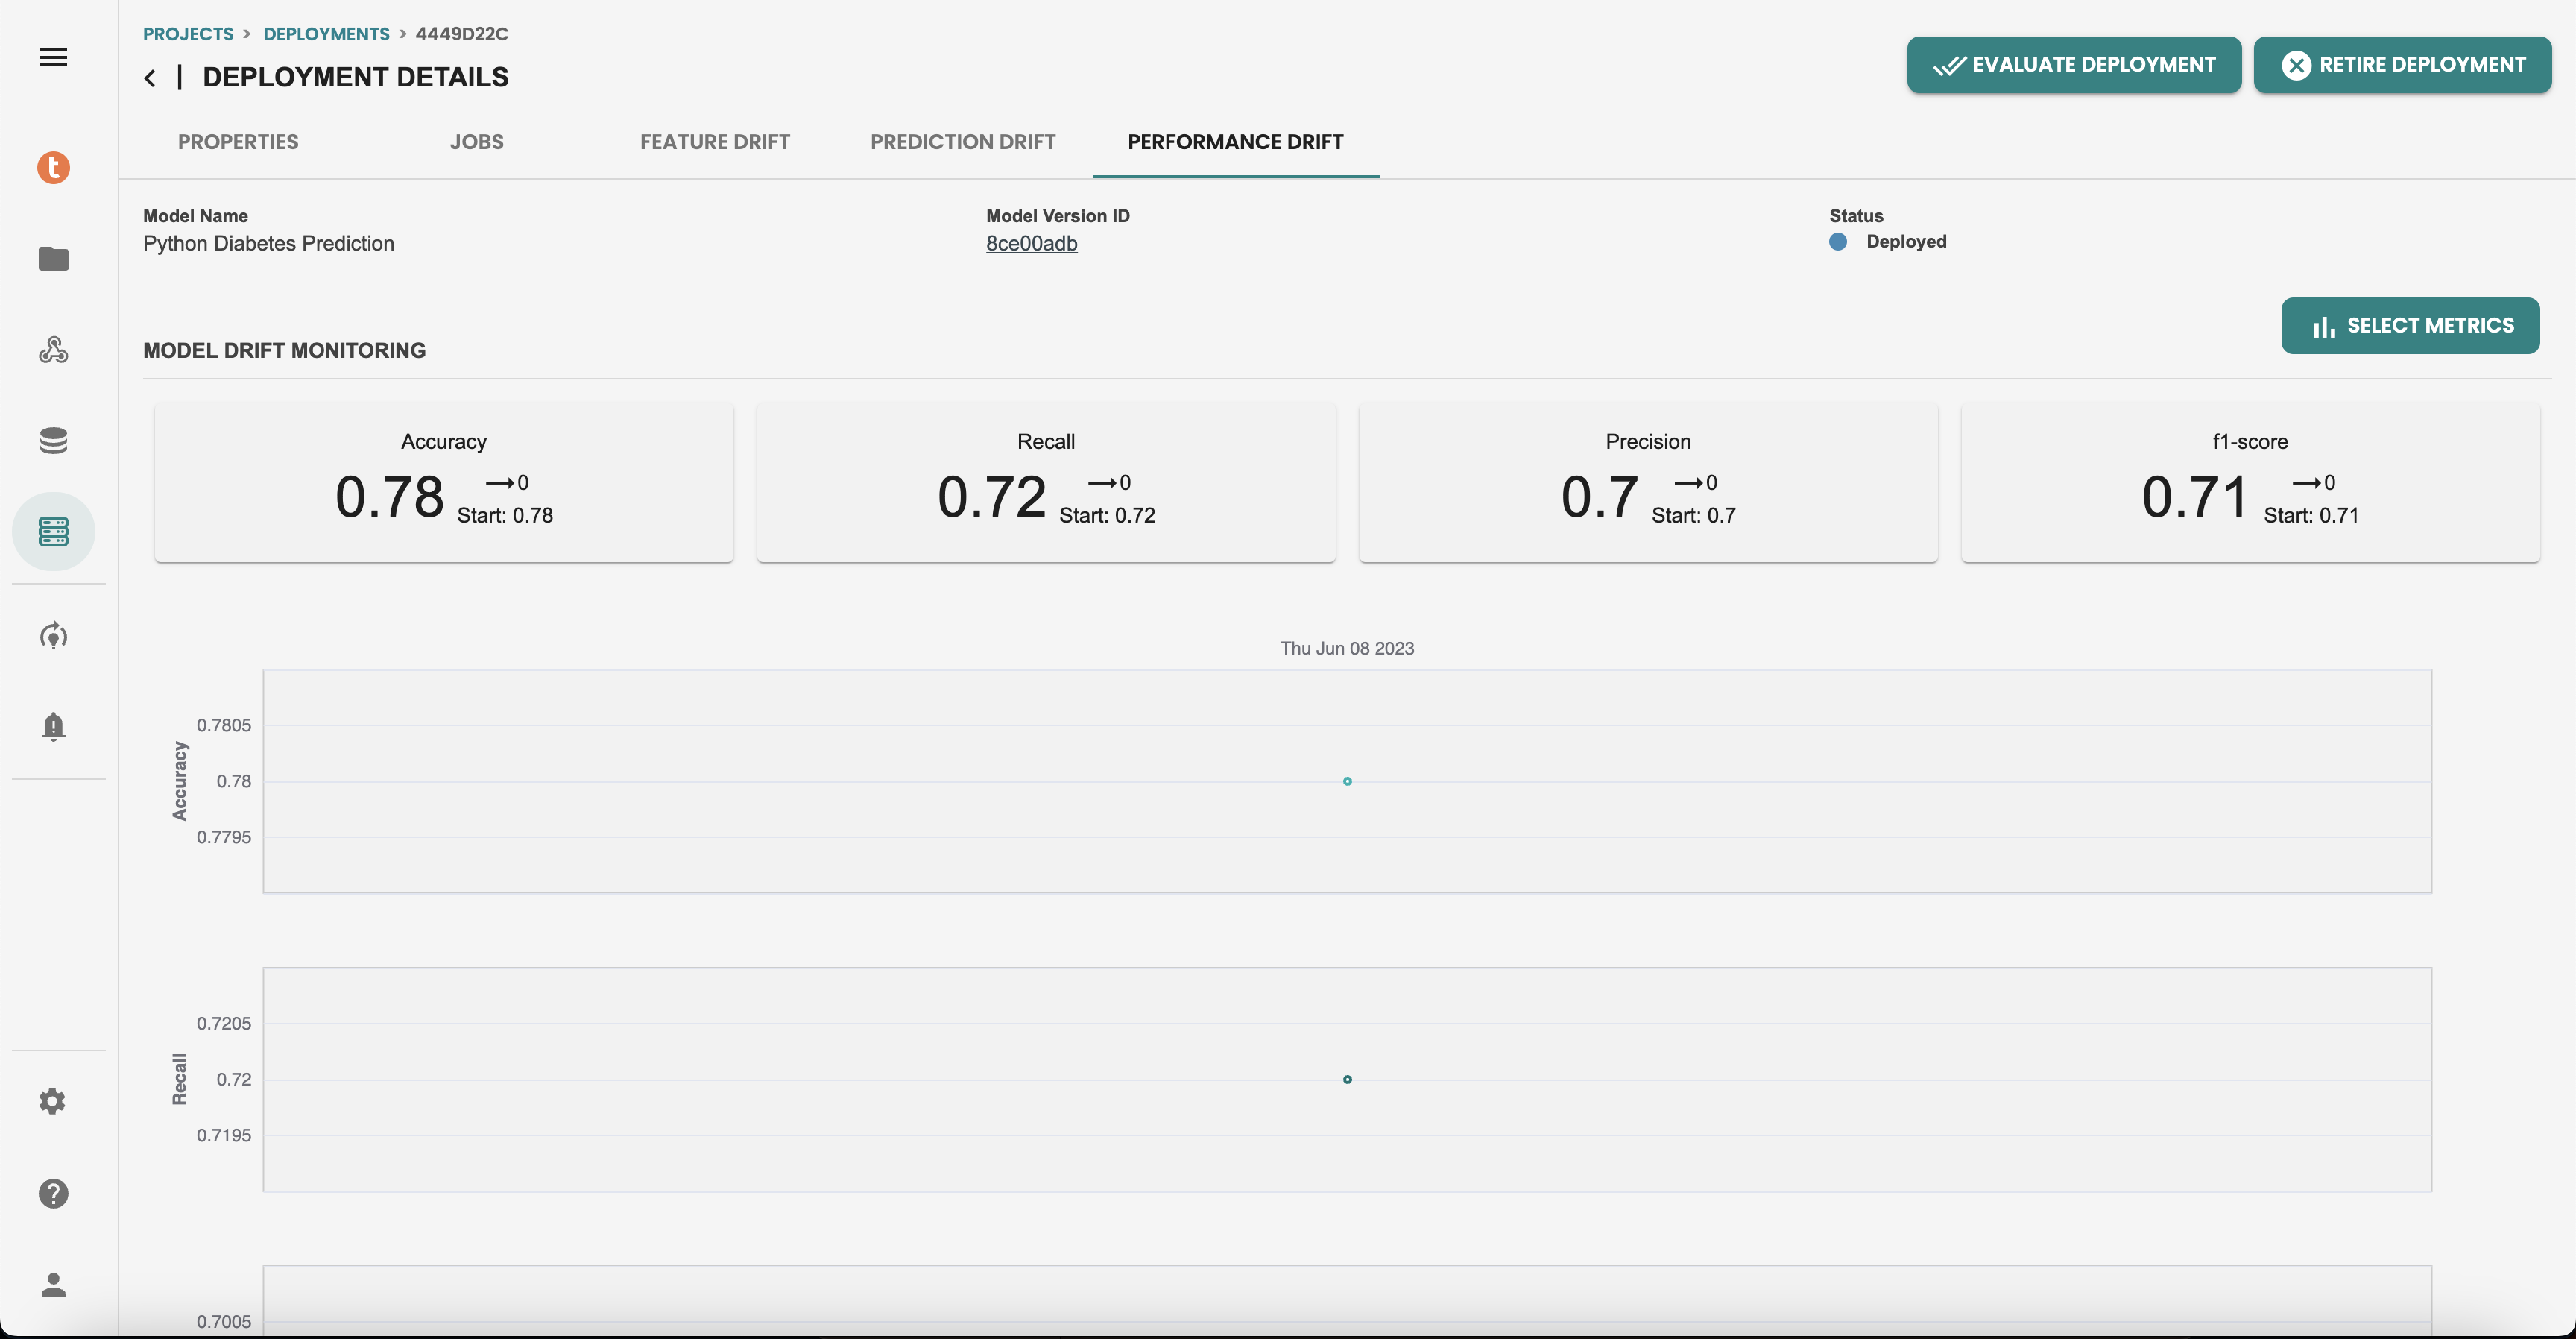 PROJECTS > DEPLOYMENTS > 4449D22C
DEPLOYMENT DETAILS
EVALUATE DEPLOYMENT
RETIRE DEPLOYMENT
t
PROPERTIES
JOBS
FEATURE DRIFT
PREDICTION DRIFT
PERFORMANCE DRIFT
Model Name
Python Diabetes Prediction
Model Version ID
8ce00adb
Status
Deployed
MODEL DRIFT MONITORING
SELECT METRICS
Accuracy
0.78
→0
Start: 0.78
Recall
0.72
→0
Start: 0.72
Precision
0.7
→0
Start: 0.7
f1-score
0.71
→0
Start: 0.71
Thu Jun 08 2023
Accuracy
0.7805
0.78
0.7795
Recall
0.7205
0.72
0.7195
0.7005